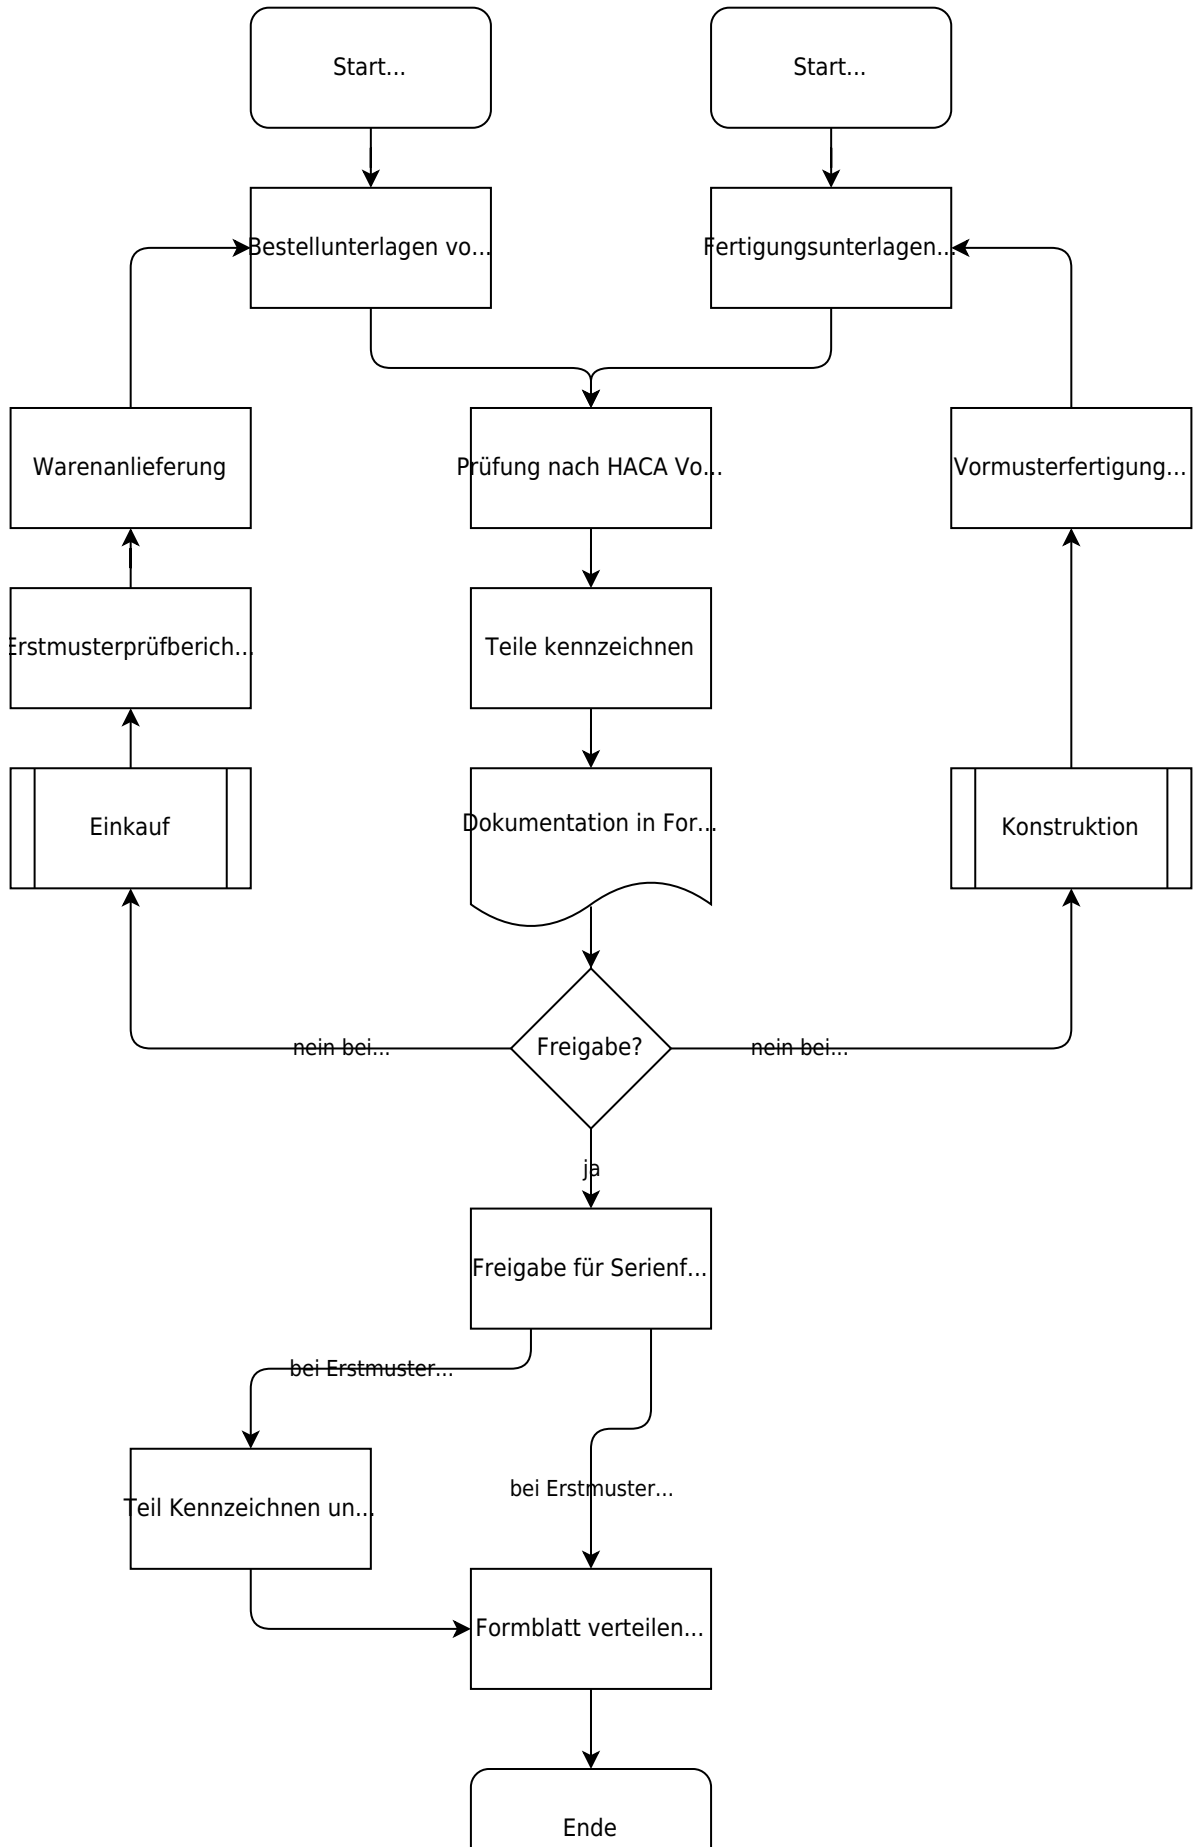 Start...
Start...
Bestellunterlagen vo...
Fertigungsunterlagen...
Warenanlieferung
Prüfung nach HACA Vo...
Vormusterfertigung...
Erstmusterprüfberich...
Teile kennzeichnen
Einkauf
Dokumentation in For...
Konstruktion
nein bei...
Freigabe?
nein bei...
ja
Freigabe für Serienf...
bei Erstmuster...
bei Erstmuster...
Teil Kennzeichnen un...
Formblatt verteilen...
Ende